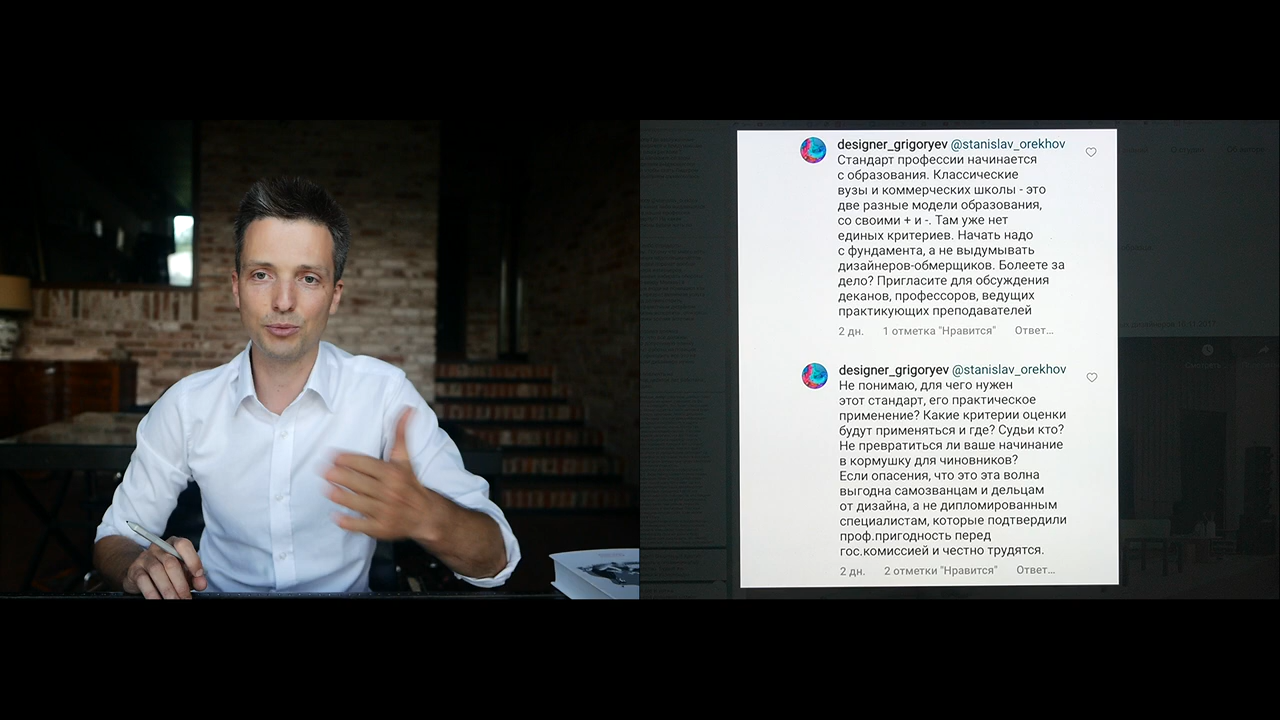 designer_grigoryev @stanislav_orekhov
Стандарт профессии начинается
с образования. Классические
вузы и коммерческих школы - это
две разные модели образования,
со своими + и -. Там уже нет
единых критериев. Начать надо
с фундамента, а не выдумывать
дизайнеров-обмерщиков. Болеете за
дело? Пригласите для обсуждения
деканов, профессоров, ведущих
практикующих преподавателей
2 дн. 1 отметка "Нравится" Ответ...
designer_grigoryev @stanislav_orekhov
Не понимаю, для чего нужен
этот стандарт, его практическое
применение? Какие критерии оценки
будут применяться и где? Судьи кто?
Не превратиться ли ваше начинание
в кормушку для чиновников?
Если опасения, что это эта волна
выгодна самозванцам и дельцам
от дизайна, а не дипломированным
специалистам, которые подтвердили
проф.пригодность перед
гос.комиссией и честно трудятся.
2 дн. 2 отметки "Нравится" Ответ...